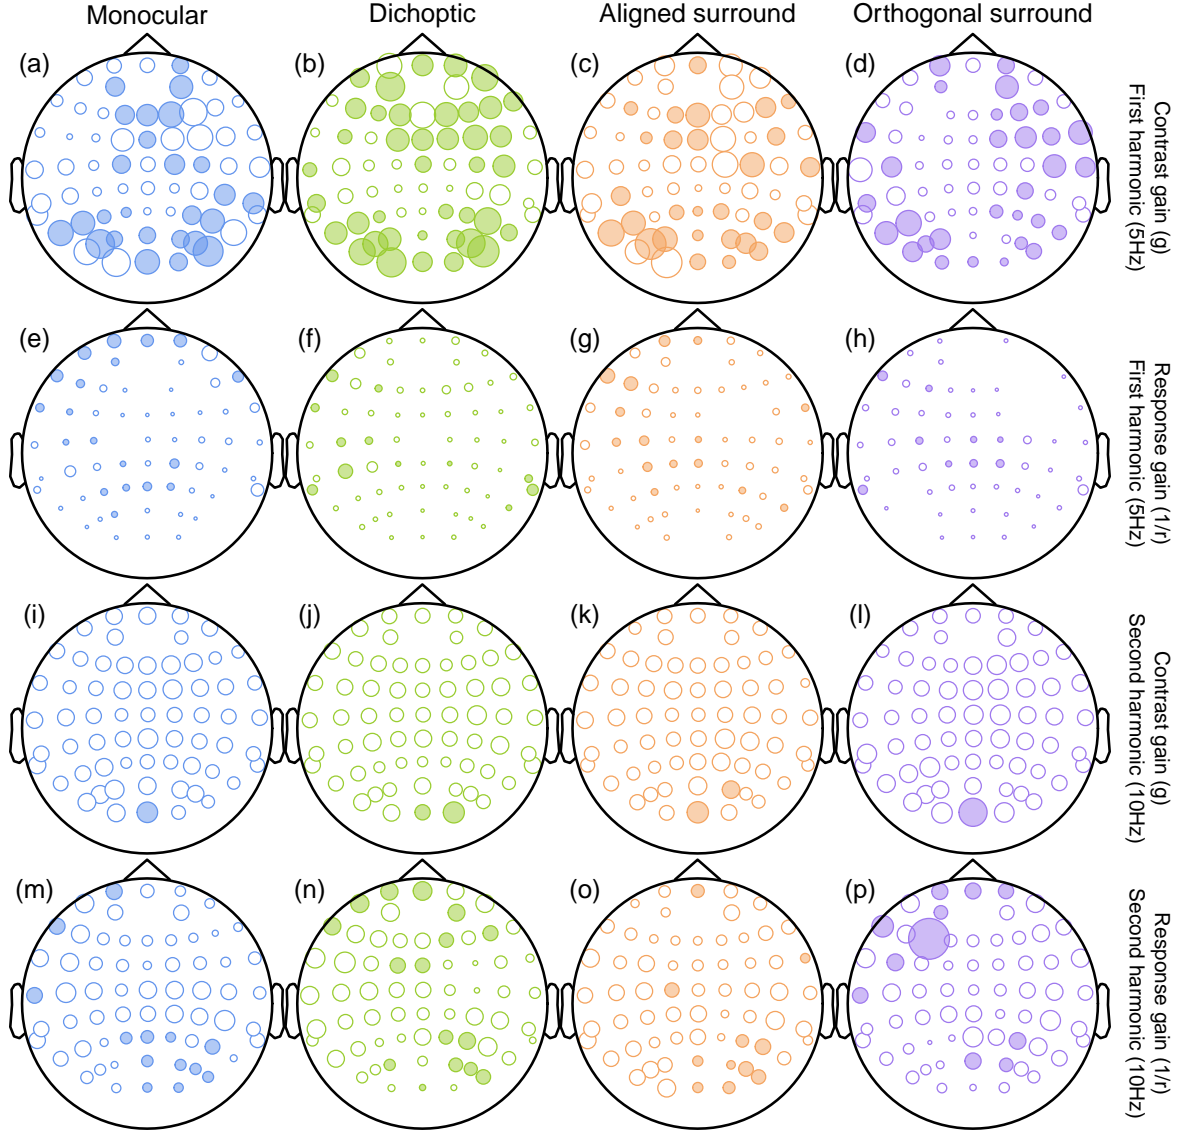 Monocular Dichoptic Aligned surround Orthogonal surround
(a) (b) (c) (d)
Contrast gain (g)
First harmonic (5Hz)
(e) (f) (g) (h)
Response gain (1/r)
First harmonic (5Hz)
(i) (j) (k) (l)
Contrast gain (g)
Second harmonic (10Hz)
(m) (n) (o) (p)
Response gain (1/r)
Second harmonic (10Hz)